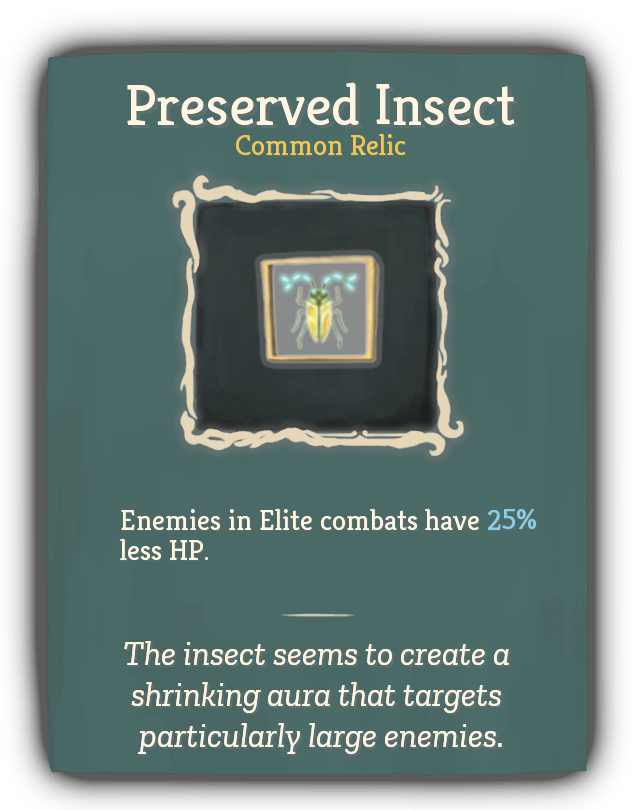 Preserved Insect
Common Relic
Enemies in Elite combats have 25%
less HP.
The insect seems to create a
shrinking aura that targets
particularly large enemies.